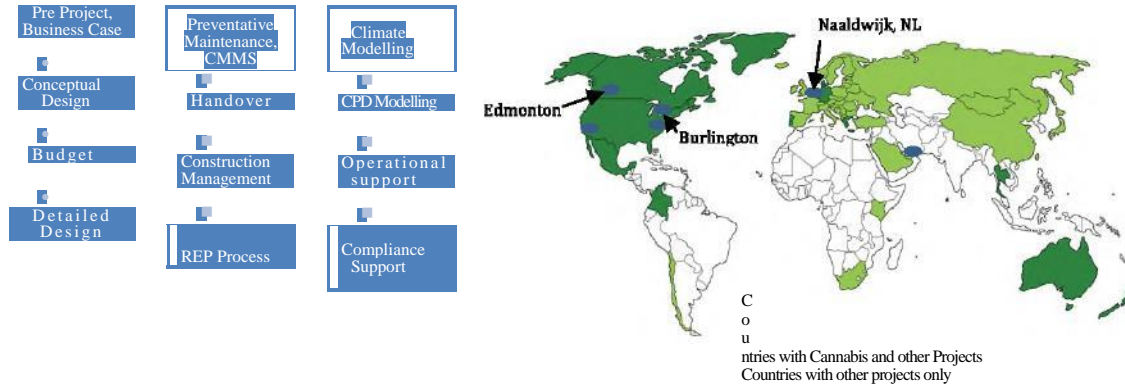 Pre Project,
Business Case
Conceptual
Design
Budget
Detailed
Design
Preventative
Maintenance,
CMMS
Handover
Construction
Management
REP Process
Climate
Modelling
CPD Modelling
Operational
support
Compliance
Support
Naaldwijk, NL
Edmonton
Burlington
C
o
u
ntries with Cannabis and other Projects
Countries with other projects only